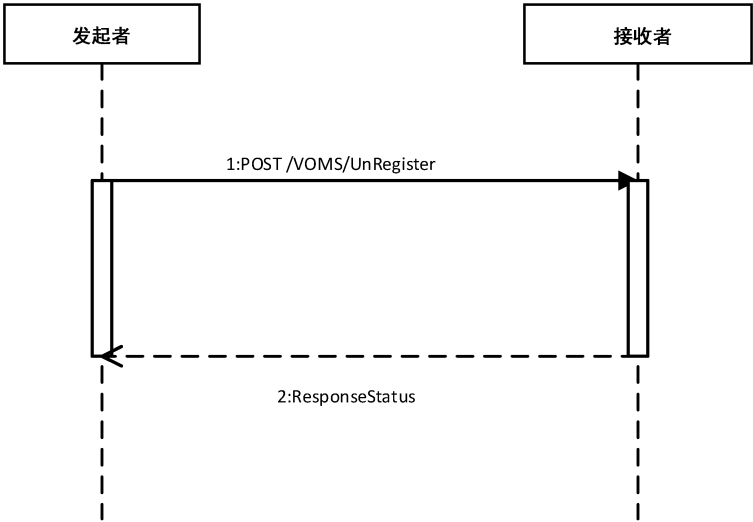 发起者
接收者
1:POST /VOMS/UnRegister
2:ResponseStatus